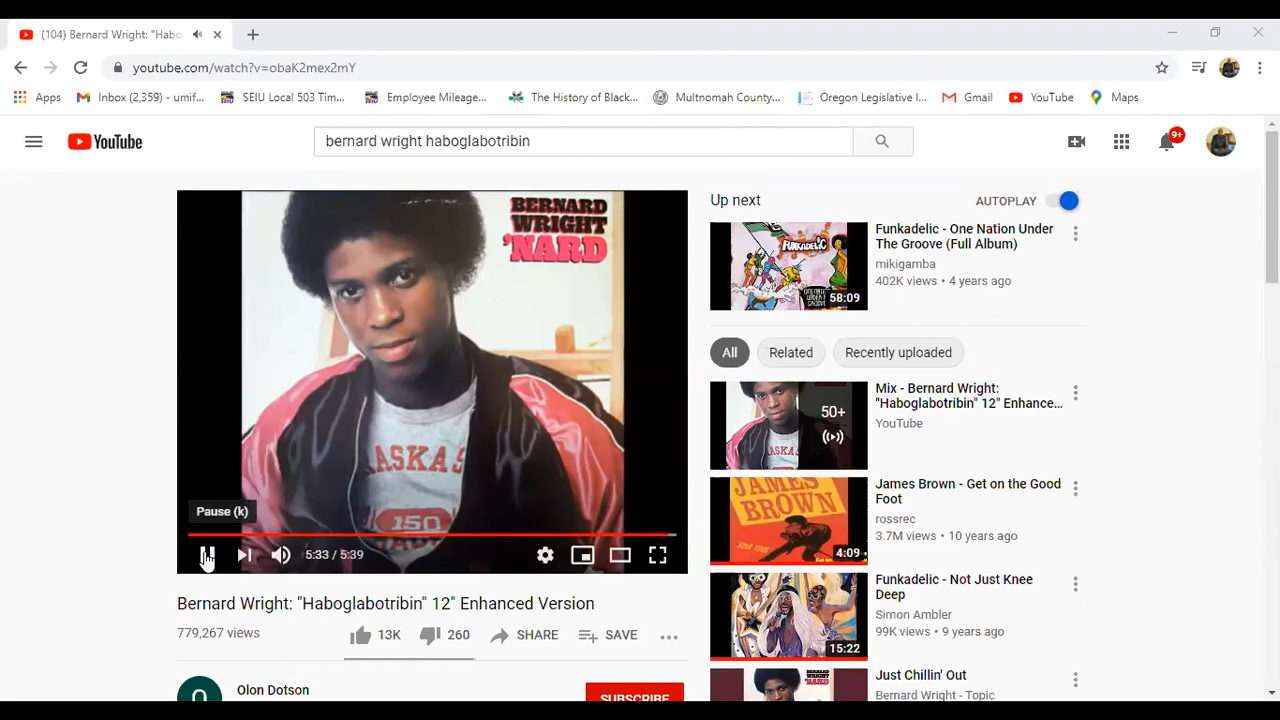 (104) Bernard Wright: "Habo
youtube.com/watch?v=obaK2mex2mY
Apps
Inbox (2,359) - umif...
SEIU Local 503 Tim...
Employee Mileage...
The History of Black...
Multnomah County...
Oregon Legislative I...
Gmail
YouTube
Maps
YouTube
bernard wright haboglabotribin
9+
BERNARD
WRIGHT
'NARD
ASKAS
150
Pause (k)
5:33 / 5:39
Bernard Wright: "Haboglabotribin" 12" Enhanced Version
779,267 views
13K
260
SHARE
SAVE
Olon Dotson
SUBSCRIBE
Up next
AUTOPLAY
FUNKADELIC
58:09
Funkadelic - One Nation Under
The Groove (Full Album)
mikigamba
402K views • 4 years ago
All
Related
Recently uploaded
50+
Mix - Bernard Wright:
"Haboglabotribin" 12" Enhance...
YouTube
JAMES
BROWN
4:09
James Brown - Get on the Good
Foot
rossrec
3.7M views • 10 years ago
15:22
Funkadelic - Not Just Knee
Deep
Simon Ambler
99K views • 9 years ago
Just Chillin' Out
Bernard Wright - Topic